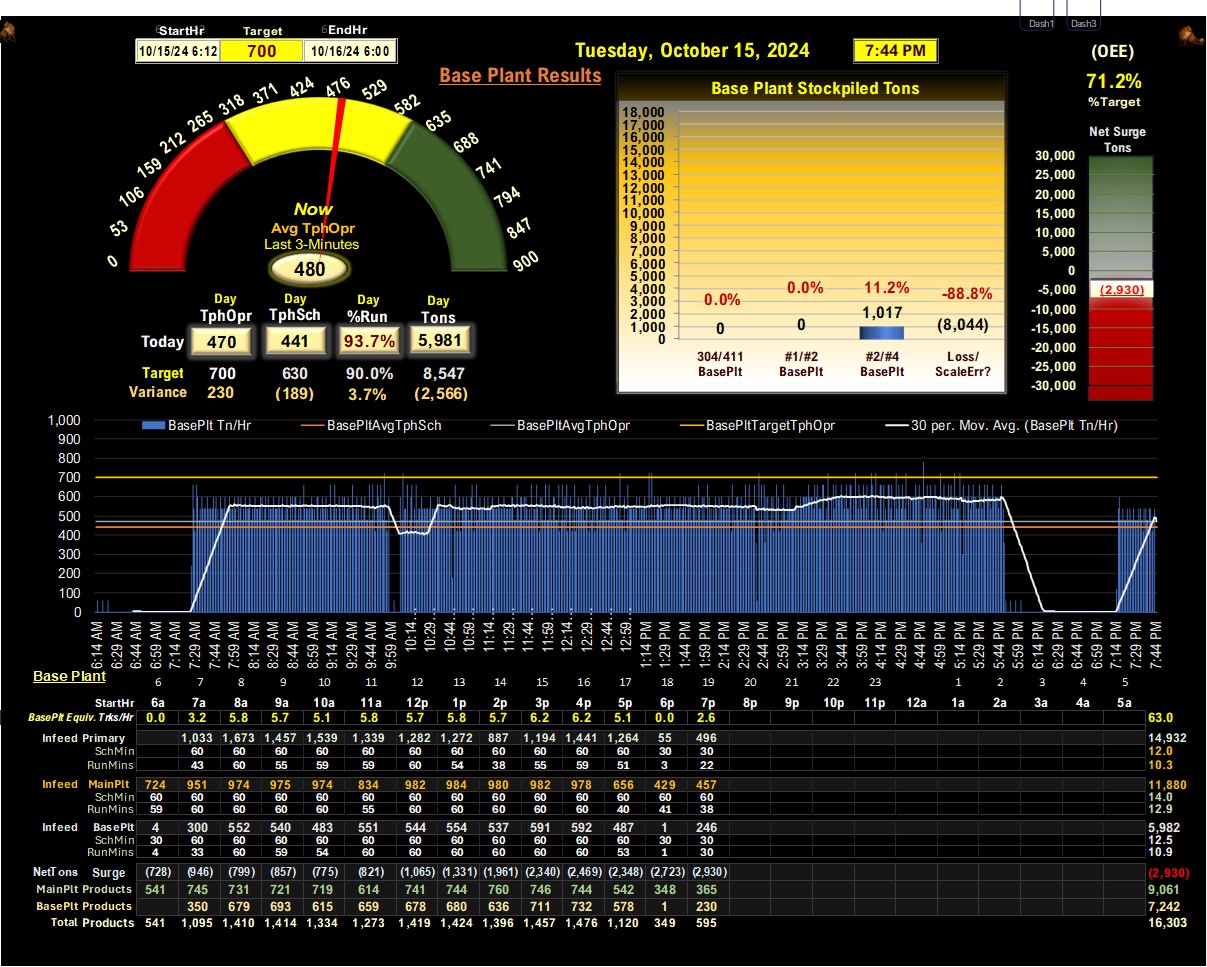 Dash1 Dash3
StartHr Target EndHr
10/15/24 6:12 700 10/16/24 6:00
Tuesday, October 15, 2024 7:44 PM
Base Plant Results
(OEE)
71.2%
%Target
Net Surge
Tons
30,000
25,000
20,000
15,000
10,000
5,000
0
-5,000
-10,000
-15,000
-20,000
-25,000
-30,000
(2,930)
0 53 106 159 212 265 318 371 424 476 529 582 635 688 741 794 847 900
Now
Avg TphOpr
Last 3-Minutes
480
Day Day Day Day
TphOpr TphSch %Run Tons
Today 470 441 93.7% 5,981
Target 700 630 90.0% 8,547
Variance 230 (189) 3.7% (2,566)
Base Plant Stockpiled Tons
18,000
17,000
16,000
15,000
14,000
13,000
12,000
11,000
10,000
9,000
8,000
7,000
6,000
5,000
4,000
3,000
2,000
1,000
0
0.0% 0.0% 11.2% -88.8%
0 0 1,017 (8,044)
304/411 #1/#2 #2/#4 Loss/
BasePlt BasePlt BasePlt ScaleErr?
BasePlt Tn/Hr BasePltAvgTphSch BasePltAvgTphOpr BasePltTargetTphOpr 30 per. Mov. Avg. (BasePlt Tn/Hr)
1,000
900
800
700
600
500
400
300
200
100
0
6:14 AM 6:29 AM 6:44 AM 6:59 AM 7:14 AM 7:29 AM 7:44 AM 7:59 AM 8:14 AM 8:29 AM 8:44 AM 8:59 AM 9:14 AM 9:29 AM 9:44 AM 9:59 AM 10:14… 10:29… 10:44… 10:59… 11:14… 11:29… 11:44… 11:59… 12:14… 12:29… 12:44… 12:59… 1:14 PM 1:29 PM 1:44 PM 1:59 PM 2:14 PM 2:29 PM 2:44 PM 2:59 PM 3:14 PM 3:29 PM 3:44 PM 3:59 PM 4:14 PM 4:29 PM 4:44 PM 4:59 PM 5:14 PM 5:29 PM 5:44 PM 5:59 PM 6:14 PM 6:29 PM 6:44 PM 6:59 PM 7:14 PM 7:29 PM 7:44 PM
Base Plant
6 7 8 9 10 11 12 13 14 15 16 17 18 19 20 21 22 23 1 2 3 4 5
StartHr 6a 7a 8a 9a 10a 11a 12p 1p 2p 3p 4p 5p 6p 7p 8p 9p 10p 11p 12a 1a 2a 3a 4a 5a
BasePlt Equiv. Trks/Hr 0.0 3.2 5.8 5.7 5.1 5.8 5.7 5.8 5.7 6.2 6.2 5.1 0.0 2.6 63.0
Infeed Primary 1,033 1,673 1,457 1,539 1,339 1,282 1,272 887 1,194 1,441 1,264 55 496 14,932
SchMin 60 60 60 60 60 60 60 60 60 60 60 30 30 12.0
RunMins 43 60 55 59 59 60 54 38 55 59 51 3 22 10.3
Infeed MainPlt 724 951 974 975 974 834 982 984 980 982 978 656 429 457 11,880
SchMin 60 60 60 60 60 60 60 60 60 60 60 60 60 60 14.0
RunMins 59 60 60 60 60 55 60 60 60 60 60 40 41 38 12.9
Infeed BasePlt 4 300 552 540 483 551 544 554 537 591 592 487 1 246 5,982
SchMin 30 60 60 60 60 60 60 60 60 60 60 60 30 30 12.5
RunMins 4 33 60 59 54 60 60 60 60 60 60 53 1 30 10.9
NetTons Surge (728) (946) (799) (857) (775) (821) (1,065) (1,331) (1,961) (2,340) (2,469) (2,348) (2,723) (2,930) (2,930)
MainPlt Products 541 745 731 721 719 614 741 744 760 746 744 542 348 365 9,061
BasePlt Products 350 679 693 615 659 678 680 636 711 732 578 1 230 7,242
Total Products 541 1,095 1,410 1,414 1,334 1,273 1,419 1,424 1,396 1,457 1,476 1,120 349 595 16,303